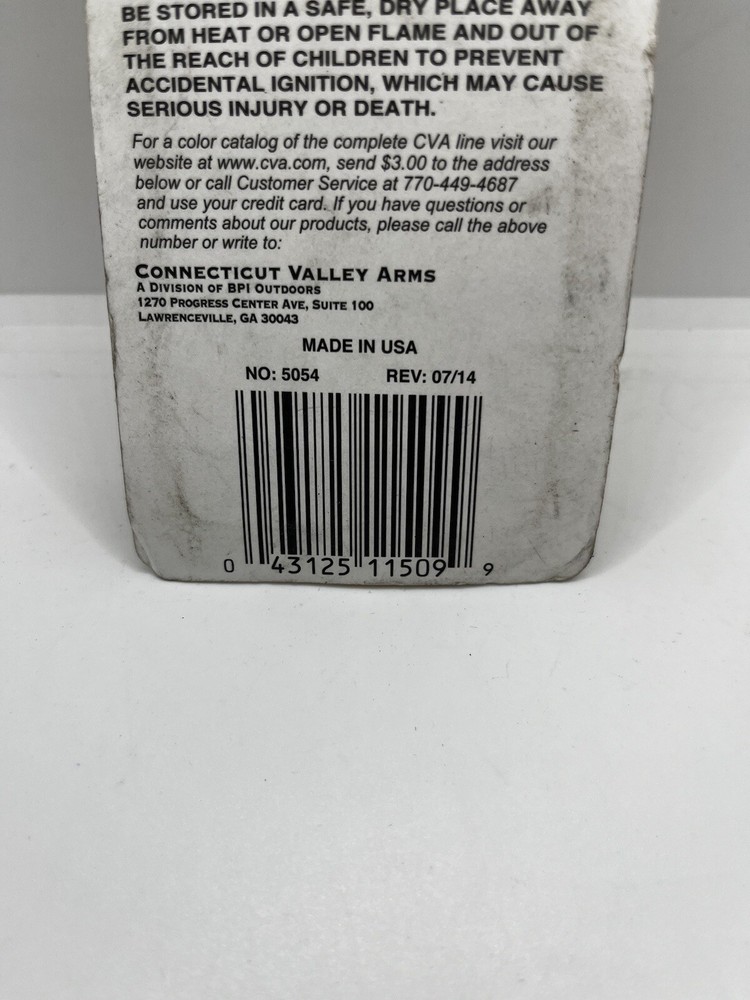 BE STORED IN A SAFE, DRY PLACE AWAY
FROM HEAT OR OPEN FLAME AND OUT OF
THE REACH OF CHILDREN TO PREVENT
ACCIDENTAL IGNITION, WHICH MAY CAUSE
SERIOUS INJURY OR DEATH.
For a color catalog of the complete CVA line visit our
website at www.cva.com, send $3.00 to the address
below or call Customer Service at 770-449-4687
and use your credit card. If you have questions or
comments about our products, please call the above
number or write to:
CONNECTICUT VALLEY ARMS
A DIVISION OF BPI OUTDOORS
1270 PROGRESS CENTER AVE, SUITE 100
LAWRENCEVILLE, GA 30043
MADE IN USA
NO: 5054 REV: 07/14
0 43125 11509 9